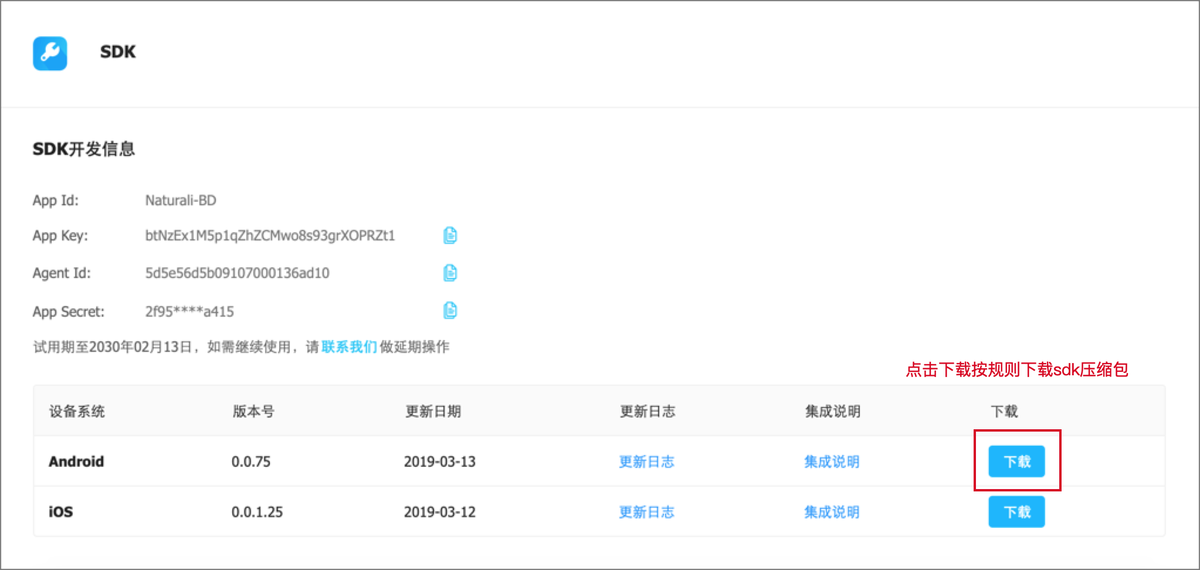 SDK
SDK开发信息
App Id: Naturali-BD
App Key: btNzEx1M5p1qZhZCMwo8s93grXOPRZt1
Agent Id: 5d5e56d5b09107000136ad10
App Secret: 2f95****a415
试用期至2030年02月13日，如需继续使用，请联系我们做延期操作
点击下载按规则下载sdk压缩包
设备系统 版本号 更新日期 更新日志 集成说明 下载
Android 0.0.75 2019-03-13 更新日志 集成说明 下载
iOS 0.0.1.25 2019-03-12 更新日志 集成说明 下载